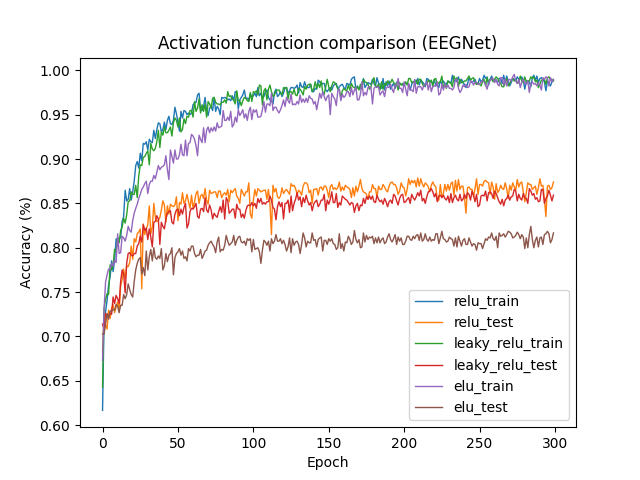 Activation function comparison (EEGNet)
Accuracy (%)
1.00
0.95
0.90
0.85
0.80
0.75
0.70
0.65
0.60
0
50
100
150
200
250
300
Epoch
relu_train
relu_test
leaky_relu_train
leaky_relu_test
elu_train
elu_test